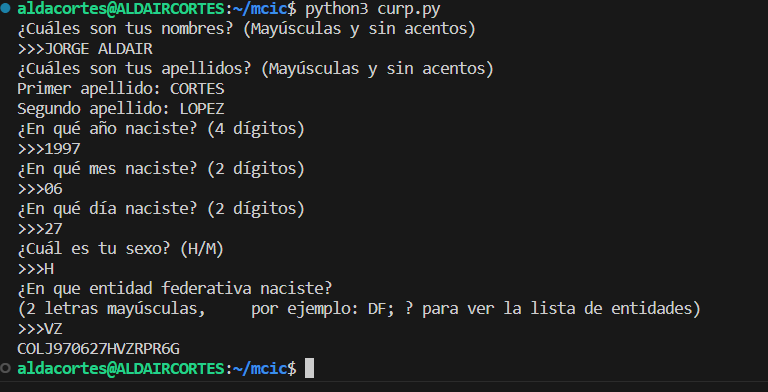 aldacortes@ALDAIRCORTES:~/mcic$ python3 curp.py
¿Cuáles son tus nombres? (Mayúsculas y sin acentos)
>>>JORGE ALDAIR
¿Cuáles son tus apellidos? (Mayúsculas y sin acentos)
Primer apellido: CORTES
Segundo apellido: LOPEZ
¿En qué año naciste? (4 dígitos)
>>>1997
¿En qué mes naciste? (2 dígitos)
>>>06
¿En qué día naciste? (2 dígitos)
>>>27
¿Cuál es tu sexo? (H/M)
>>>H
¿En que entidad federativa naciste?
(2 letras mayúsculas,     por ejemplo: DF; ? para ver la lista de entidades)
>>>VZ
COLJ970627HVZRPR6G
aldacortes@ALDAIRCORTES:~/mcic$